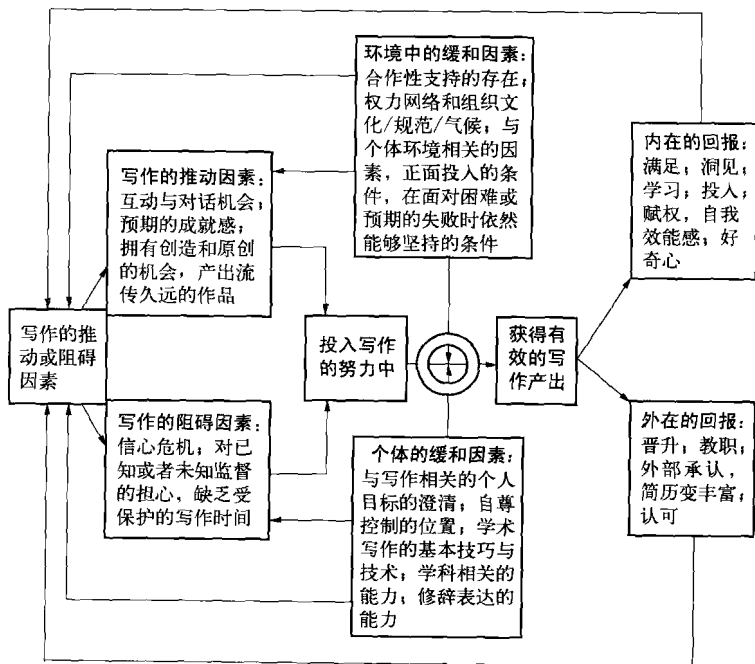 环境中的缓和因素:
合作性支持的存在;
权力网络和组织文
化/规范/气候; 与
个体环境相关的因
素, 正面投入的条
件, 在面对困难或
预期的失败时依然
能够坚持的条件
内在的回报:
满足; 洞见;
学习; 投入;
赋权, 自我
效能感; 好
奇心
写作的推动因素:
互动与对话机会;
预期的成就感;
拥有创造和原创
的机会, 产出流
传久远的作品
写作的推
动或阻碍
因素
投入写作
的努力中
获得有
效的写
作产出
写作的阻碍因素:
信心危机; 对已
知或者未知监督
的担心, 缺乏受
保护的写作时间
个体的缓和因素:
与写作相关的个人
目标的澄清; 自尊
控制的位置; 学术
写作的基本技巧与
技术; 学科相关的
能力; 修辞表达的
能力
外在的回报:
晋升; 教职;
外部承认,
简历变丰富;
认可